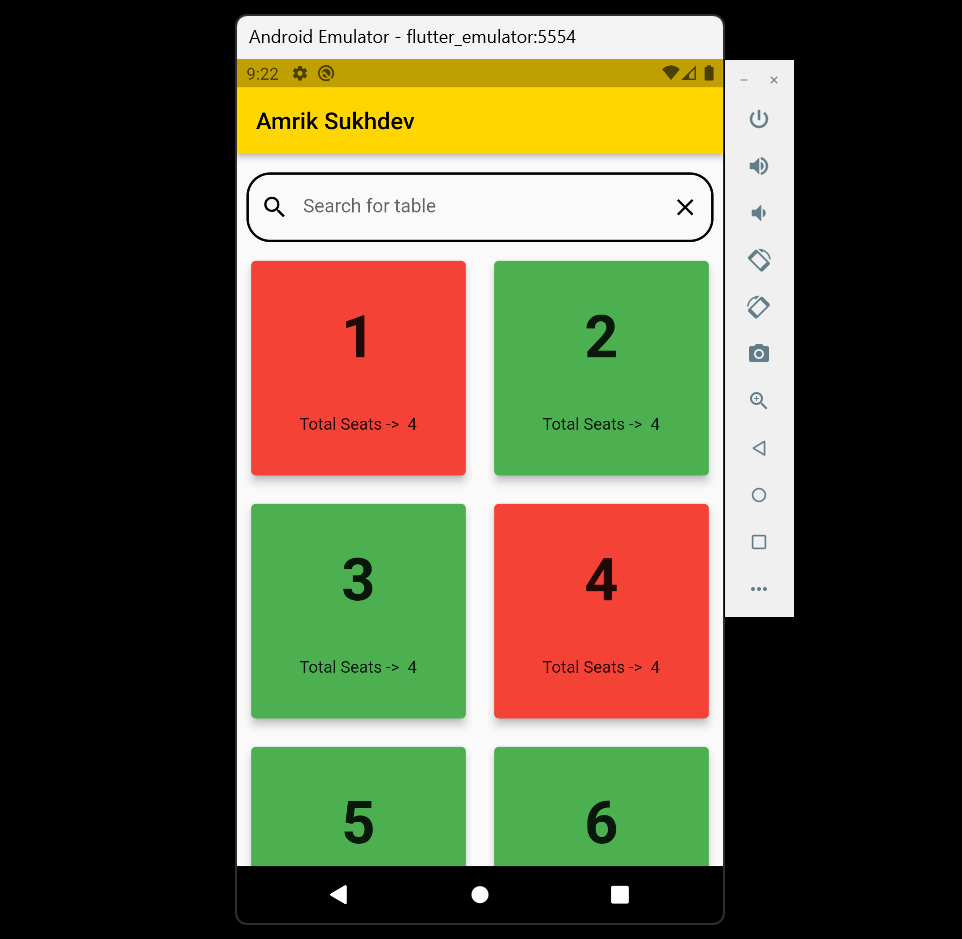 Android Emulator - flutter_emulator:5554
9:22
Amrik Sukhdev
Search for table
1
2
Total Seats -> 4
Total Seats -> 4
3
4
Total Seats -> 4
Total Seats -> 4
5
6